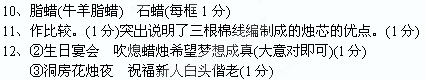 10、脂蜡(牛羊脂蜡)　石蜡(每框1分)
11、作比较。(1分)突出说明了三根棉线编制成的烛芯的优点。(1分)
12、②生日宴会　吹熄蜡烛希望梦想成真(大意对即可)(1分)
③洞房花烛夜　祝福新人白头偕老(1分)